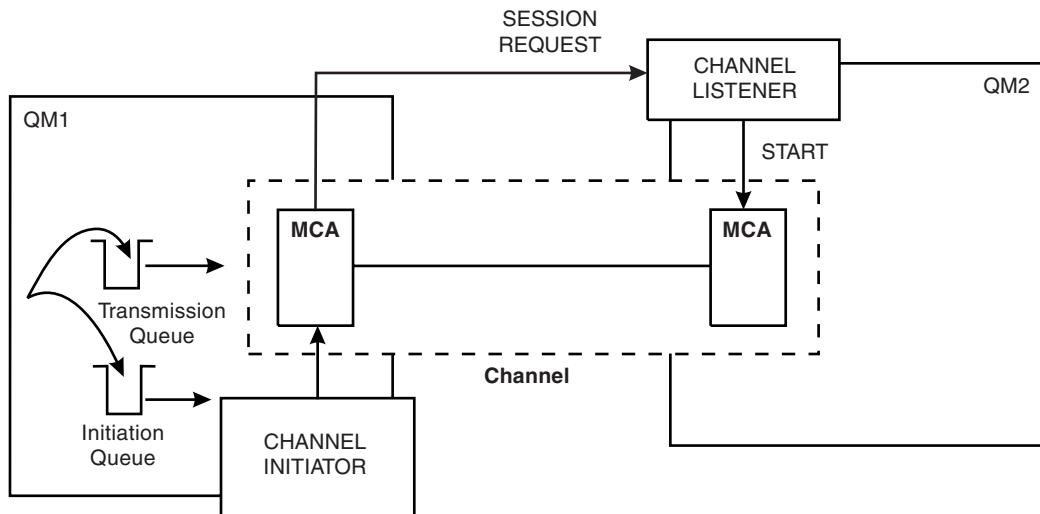 SESSION
REQUEST
CHANNEL
LISTENER
QM1
QM2
START
MCA
MCA
Transmission
Queue
Channel
Initiation
Queue
CHANNEL
INITIATOR